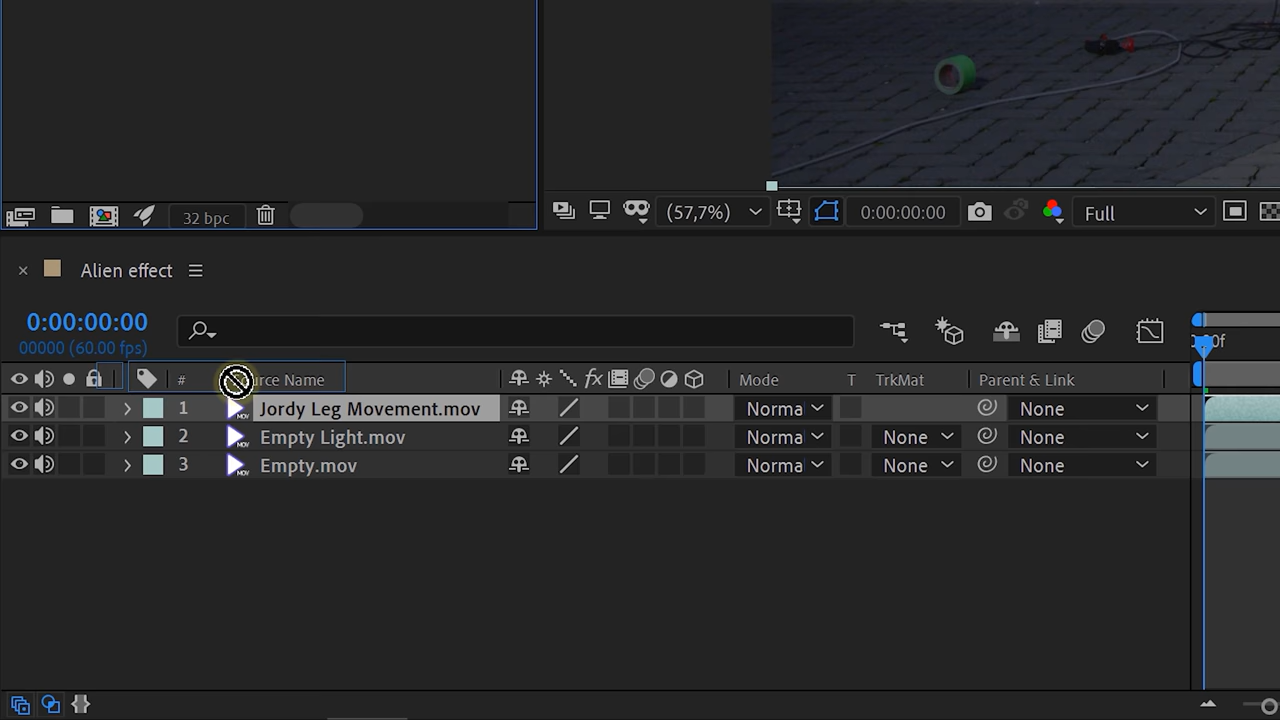 32 bpc
(57,7%)
0:00:00:00
Full
Alien effect
0:00:00:00
00000 (60.00 fps)
# Name Mode T TrkMat Parent & Link
1 Jordy Leg Movement.mov Norma None
2 Empty Light.mov Norma None None
3 Empty.mov Norma None None